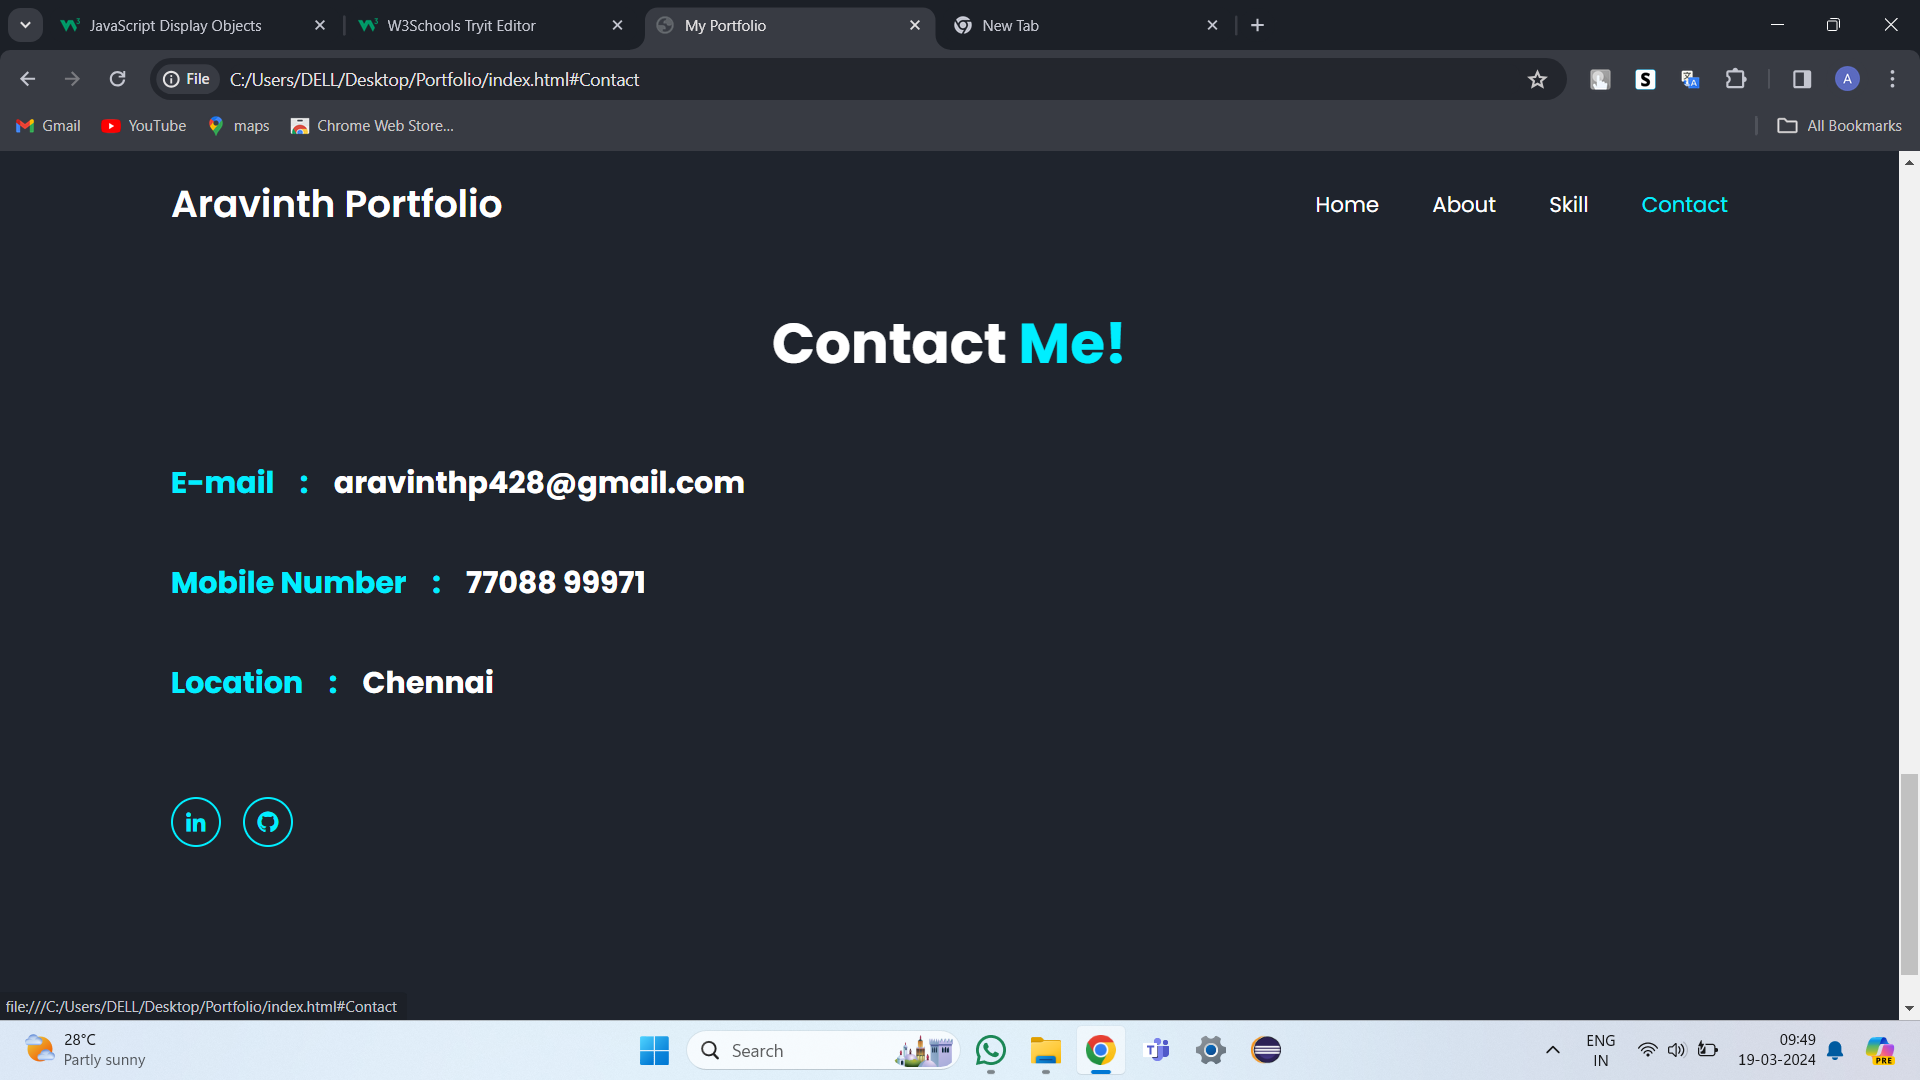 JavaScript Display Objects
W3Schools Tryit Editor
My Portfolio
New Tab
File
C:/Users/DELL/Desktop/Portfolio/index.html#Contact
A
Gmail
YouTube
maps
Chrome Web Store...
All Bookmarks
Aravinth Portfolio
Home
About
Skill
Contact
Contact Me!
E-mail : aravinthp428@gmail.com
Mobile Number : 77088 99971
Location : Chennai
in
file:///C:/Users/DELL/Desktop/Portfolio/index.html#Contact
28°C
Partly sunny
Search
ENG
IN
09:49
19-03-2024
PRE